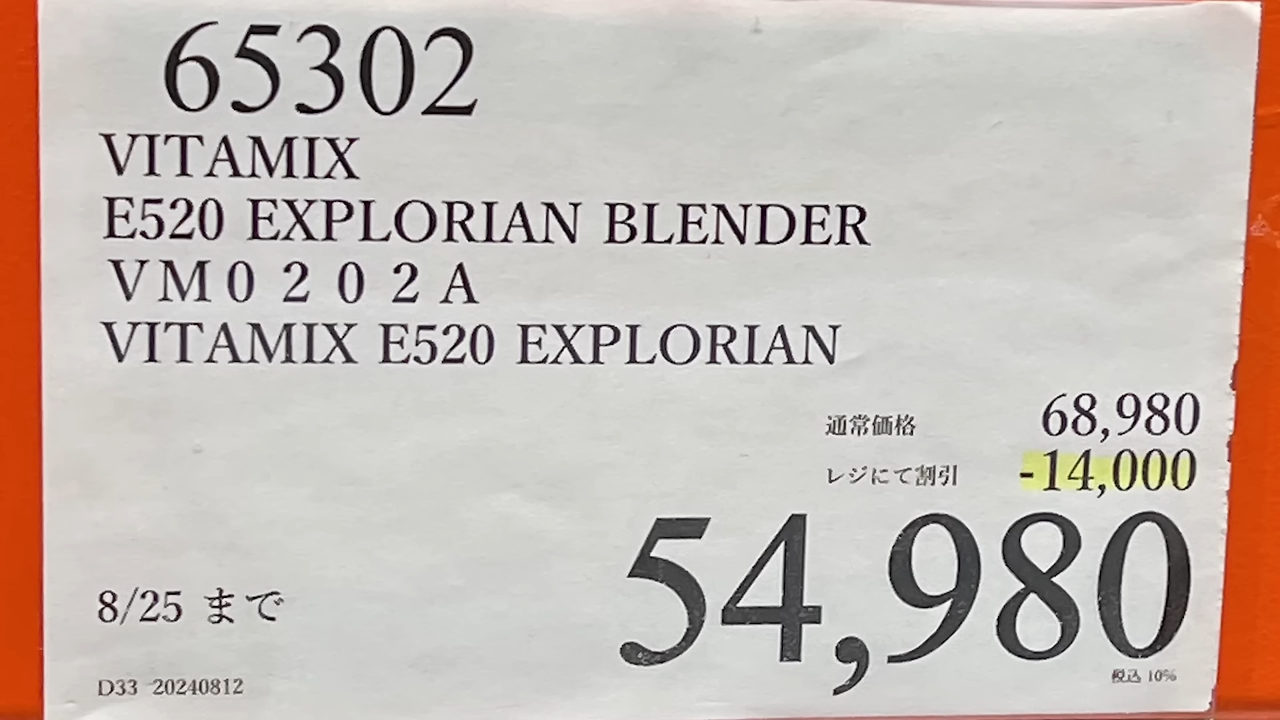 65302
VITAMIX
E520 EXPLORIAN BLENDER
VM0202A
VITAMIX E520 EXPLORIAN
通常価格 68,980
レジにて割引 -14,000
54,980
8/25 まで
税込 10%
D33 20240812